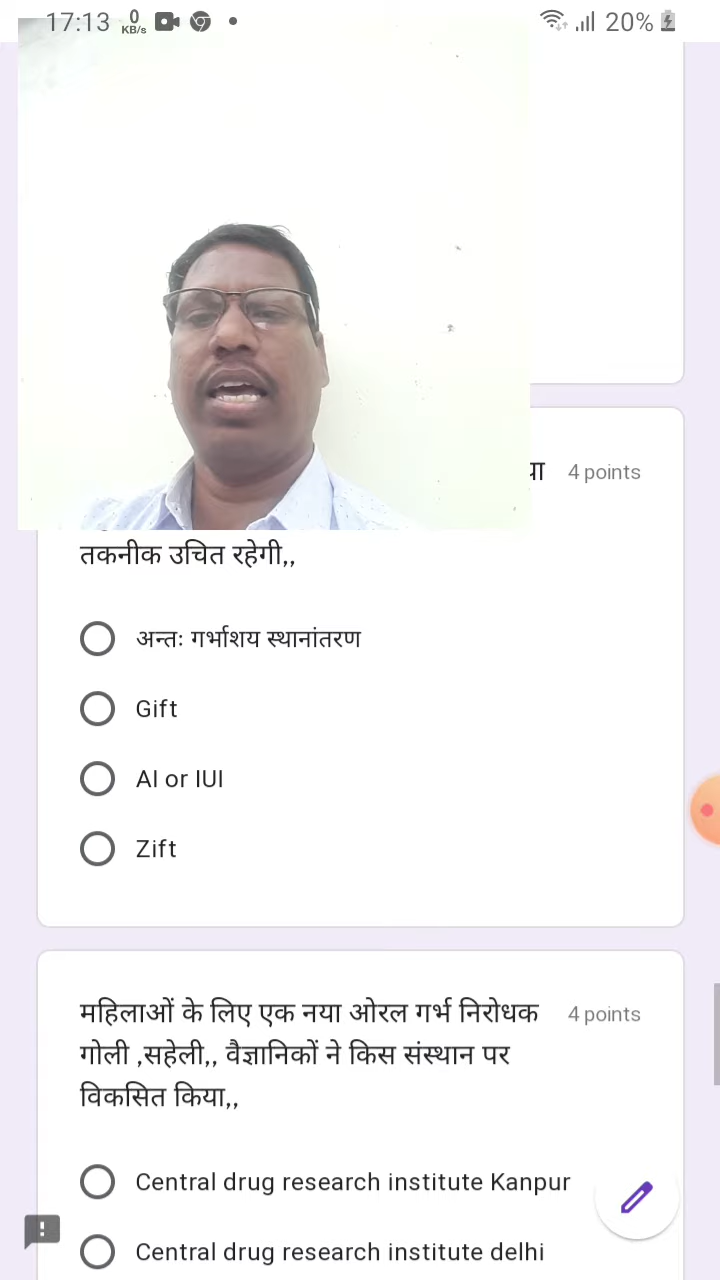 17:13 0 KB/s 20%
4 points
तकनीक उचित रहेगी,,
अन्तः गर्भाशय स्थानांतरण
Gift
AI or IUI
Zift
महिलाओं के लिए एक नया ओरल गर्भ निरोधक 4 points
गोली ,सहेली,, वैज्ञानिकों ने किस संस्थान पर
विकसित किया,,
Central drug research institute Kanpur
Central drug research institute delhi